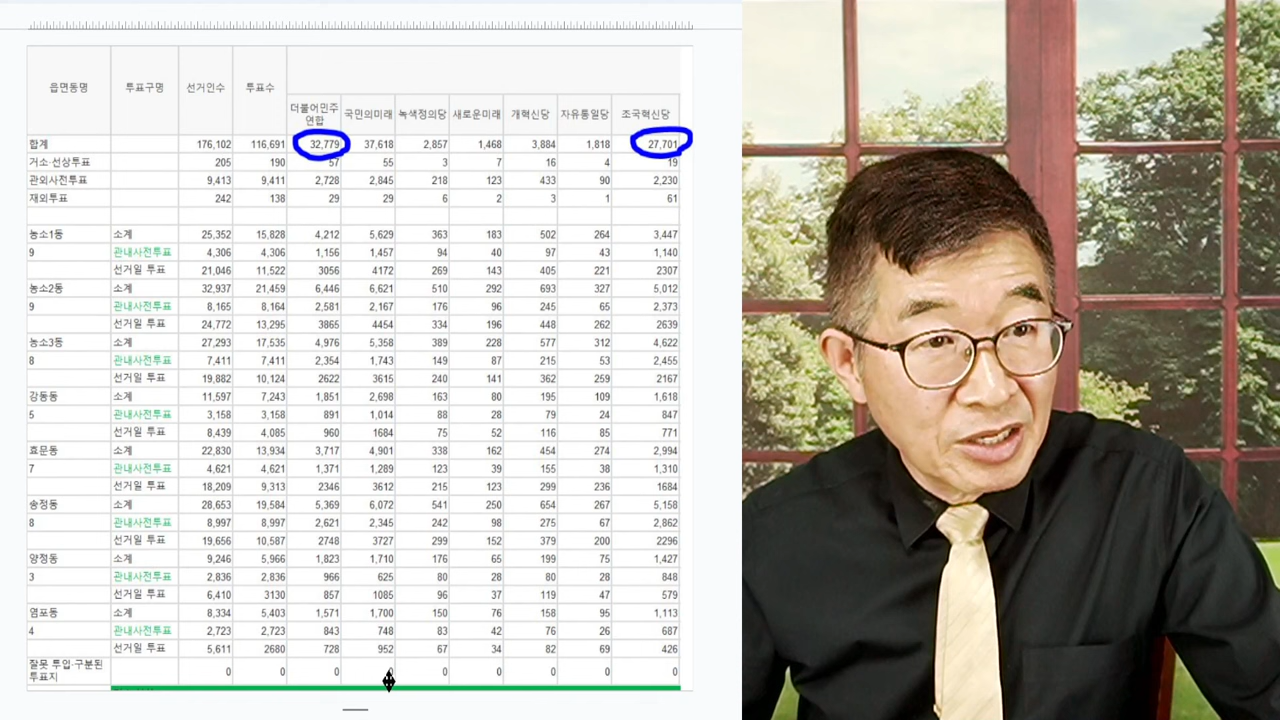 읍면동명 투표구명 선거인수 투표수 더불어민주연합 국민의미래 녹색정의당 새로운미래 개혁신당 자유통일당 조국혁신당
합계 176,102 116,691 32,779 37,618 2,857 1,468 3,884 1,818 27,701
거소·선상투표 205 190 57 55 3 7 16 4 19
관외사전투표 9,413 9,411 2,728 2,845 218 123 433 90 2,230
재외투표 242 138 29 29 6 2 3 1 61
농소1동 소계 25,352 15,828 4,212 5,629 363 183 502 264 3,447
9 관내사전투표 4,306 4,306 1,156 1,457 94 40 97 43 1,140
선거일 투표 21,046 11,522 3056 4172 269 143 405 221 2307
농소2동 소계 32,937 21,459 6,446 6,621 510 292 693 327 5,012
9 관내사전투표 8,165 8,164 2,581 2,167 176 96 245 65 2,373
선거일 투표 24,772 13,295 3865 4454 334 196 448 262 2639
농소3동 소계 27,293 17,535 4,976 5,358 389 228 577 312 4,622
8 관내사전투표 7,411 7,411 2,354 1,743 149 87 215 53 2,455
선거일 투표 19,882 10,124 2622 3615 240 141 362 259 2167
강동동 소계 11,597 7,243 1,851 2,698 163 80 195 109 1,618
5 관내사전투표 3,158 3,158 891 1,014 88 28 79 24 847
선거일 투표 8,439 4,085 960 1684 75 52 116 85 771
효문동 소계 22,830 13,934 3,717 4,901 338 162 454 274 2,994
7 관내사전투표 4,621 4,621 1,371 1,289 123 39 155 38 1,310
선거일 투표 18,209 9,313 2346 3612 215 123 299 236 1684
송정동 소계 28,653 19,584 5,369 6,072 541 250 654 267 5,158
8 관내사전투표 8,997 8,997 2,621 2,345 242 98 275 67 2,862
선거일 투표 19,656 10,587 2748 3727 299 152 379 200 2296
양정동 소계 9,246 5,966 1,823 1,710 176 65 199 75 1,427
3 관내사전투표 2,836 2,836 966 625 80 28 80 28 848
선거일 투표 6,410 3130 857 1085 96 37 119 47 579
염포동 소계 8,334 5,403 1,571 1,700 150 76 158 95 1,113
4 관내사전투표 2,723 2,723 843 748 83 42 76 26 687
선거일 투표 5,611 2680 728 952 67 34 82 69 426
잘못 투입·구분된 투표지 0 0 0 0 0 0 0 0 0